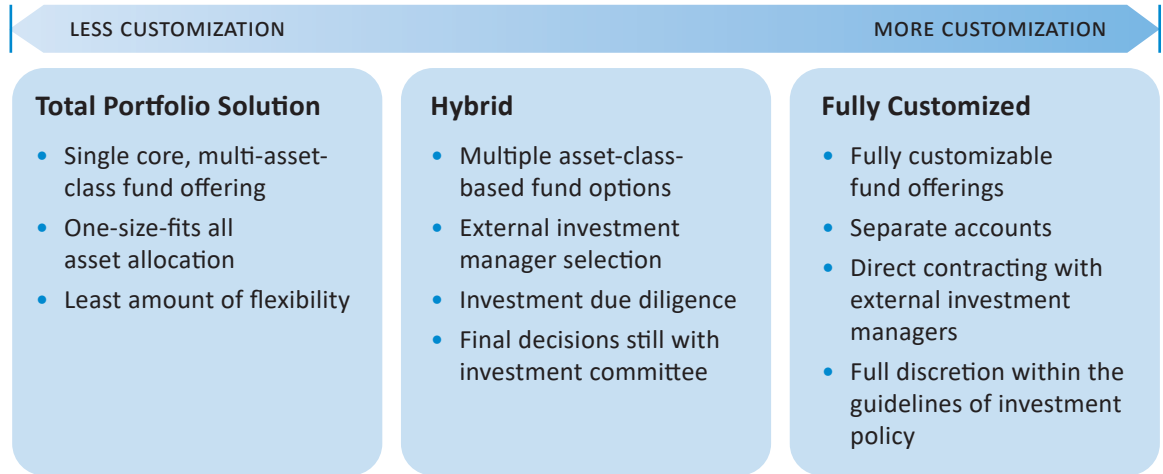 LESS CUSTOMIZATION
MORE CUSTOMIZATION
Total Portfolio Solution
• Single core, multi-asset-
class fund offering
• One-size-fits all
asset allocation
• Least amount of flexibility
Hybrid
• Multiple asset-class-
based fund options
• External investment
manager selection
• Investment due diligence
• Final decisions still with
investment committee
Fully Customized
• Fully customizable
fund offerings
• Separate accounts
• Direct contracting with
external investment
managers
• Full discretion within the
guidelines of investment
policy